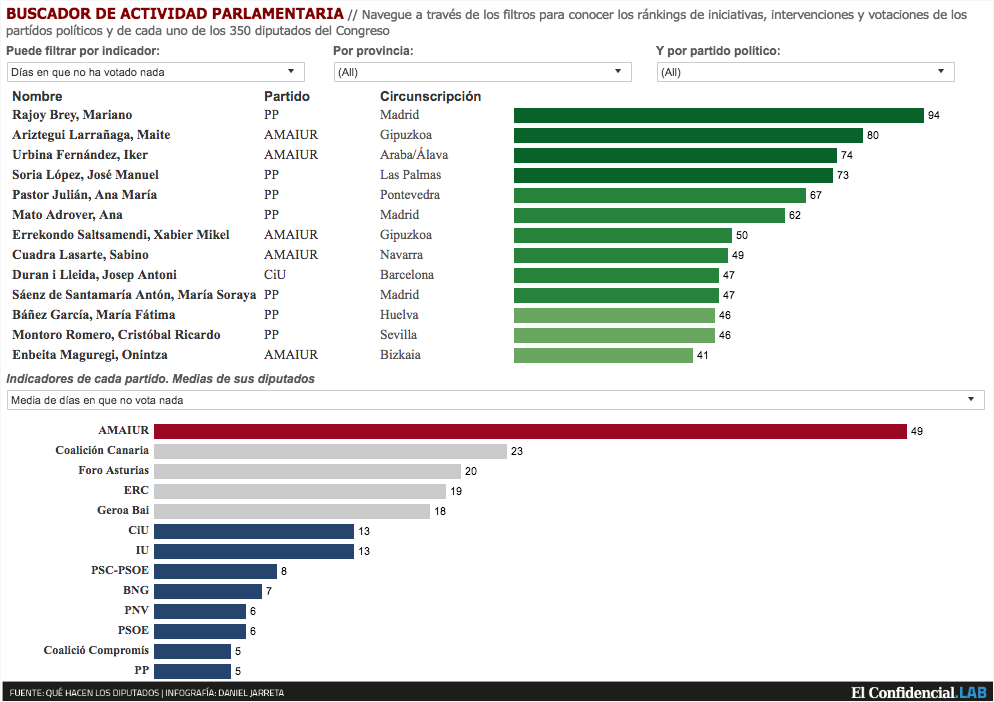 BUSCADOR DE ACTIVIDAD PARLAMENTARIA // Navegue a través de los filtros para conocer los ránkings de iniciativas, intervenciones y votaciones de los
partídos políticos y de cada uno de los 350 diputados del Congreso
Puede filtrar por indicador: Por provincia: Y por partido político:
Días en que no ha votado nada (All) (All)
Nombre Partido Circunscripción
Rajoy Brey, Mariano PP Madrid 94
Ariztegui Larrañaga, Maite AMAIUR Gipuzkoa 80
Urbina Fernández, Iker AMAIUR Araba/Álava 74
Soria López, José Manuel PP Las Palmas 73
Pastor Julián, Ana María PP Pontevedra 67
Mato Adrover, Ana PP Madrid 62
Errekondo Saltsamendi, Xabier Mikel AMAIUR Gipuzkoa 50
Cuadra Lasarte, Sabino AMAIUR Navarra 49
Duran i Lleida, Josep Antoni CiU Barcelona 47
Sáenz de Santamaría Antón, María Soraya PP Madrid 47
Báñez García, María Fátima PP Huelva 46
Montoro Romero, Cristóbal Ricardo PP Sevilla 46
Enbeita Maguregi, Onintza AMAIUR Bizkaia 41
Indicadores de cada partido. Medias de sus diputados
Media de días en que no vota nada
AMAIUR 49
Coalición Canaria 23
Foro Asturias 20
ERC 19
Geroa Bai 18
CiU 13
IU 13
PSC-PSOE 8
BNG 7
PNV 6
PSOE 6
Coalició Compromís 5
PP 5
FUENTE: QUÉ HACEN LOS DIPUTADOS | INFOGRAFÍA: DANIEL JARRETA El Confidencial.LAB